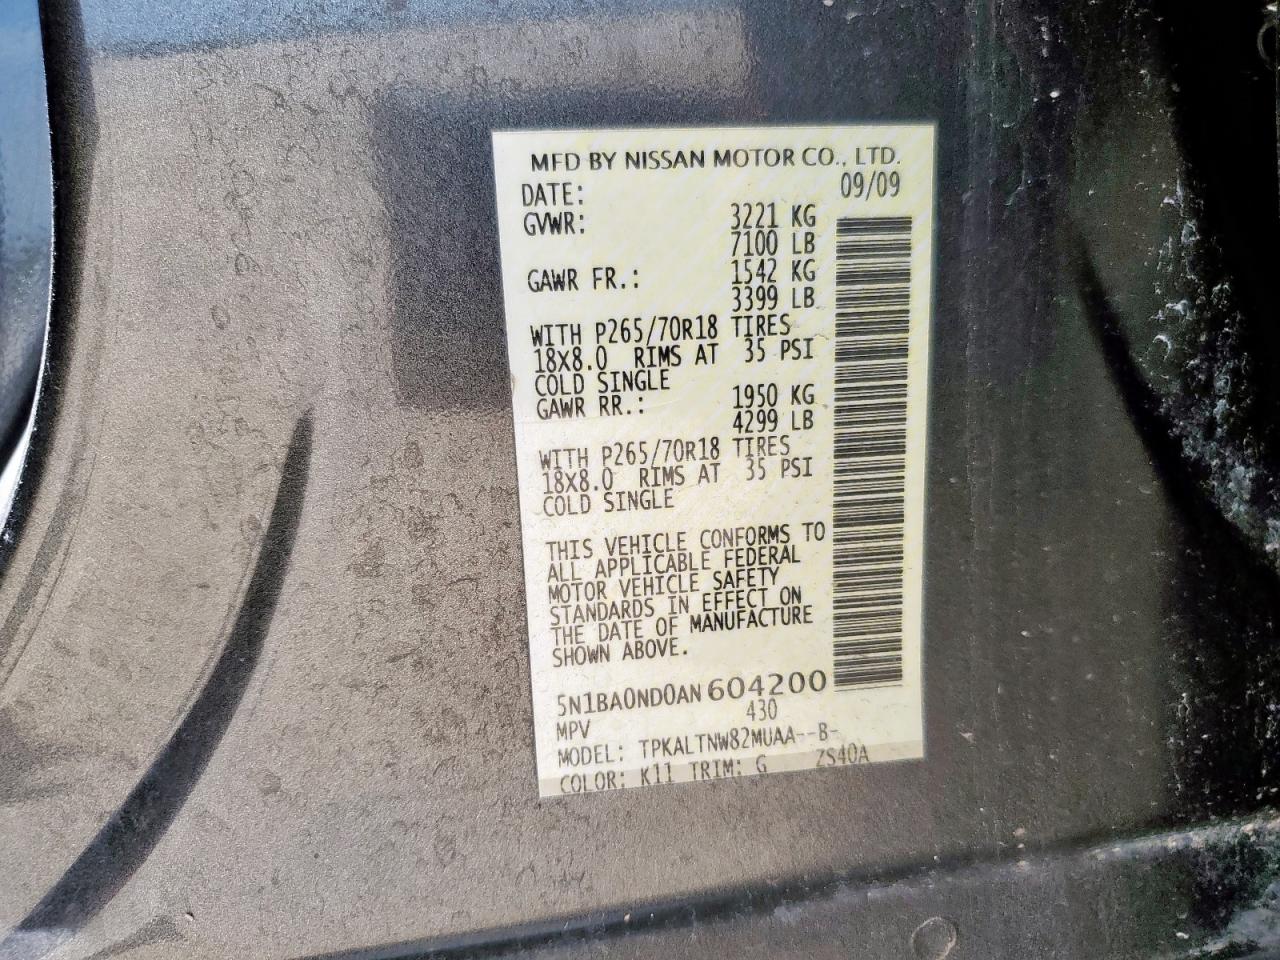 MFD BY NISSAN MOTOR CO., LTD.
DATE: 09/09
GVWR: 3221 KG
7100 LB
GAWR FR.: 1542 KG
3399 LB
WITH P265/70R18 TIRES
18X8.0 RIMS AT 35 PSI
COLD SINGLE
GAWR RR.: 1950 KG
4299 LB
WITH P265/70R18 TIRES
18X8.0 RIMS AT 35 PSI
COLD SINGLE
THIS VEHICLE CONFORMS TO
ALL APPLICABLE FEDERAL
MOTOR VEHICLE SAFETY
STANDARDS IN EFFECT ON
THE DATE OF MANUFACTURE
SHOWN ABOVE.
5N1BA0ND0AN604200
MPV 430
MODEL: TPKALTNW82MUAA--B-
COLOR: K11 TRIM: G ZS40A